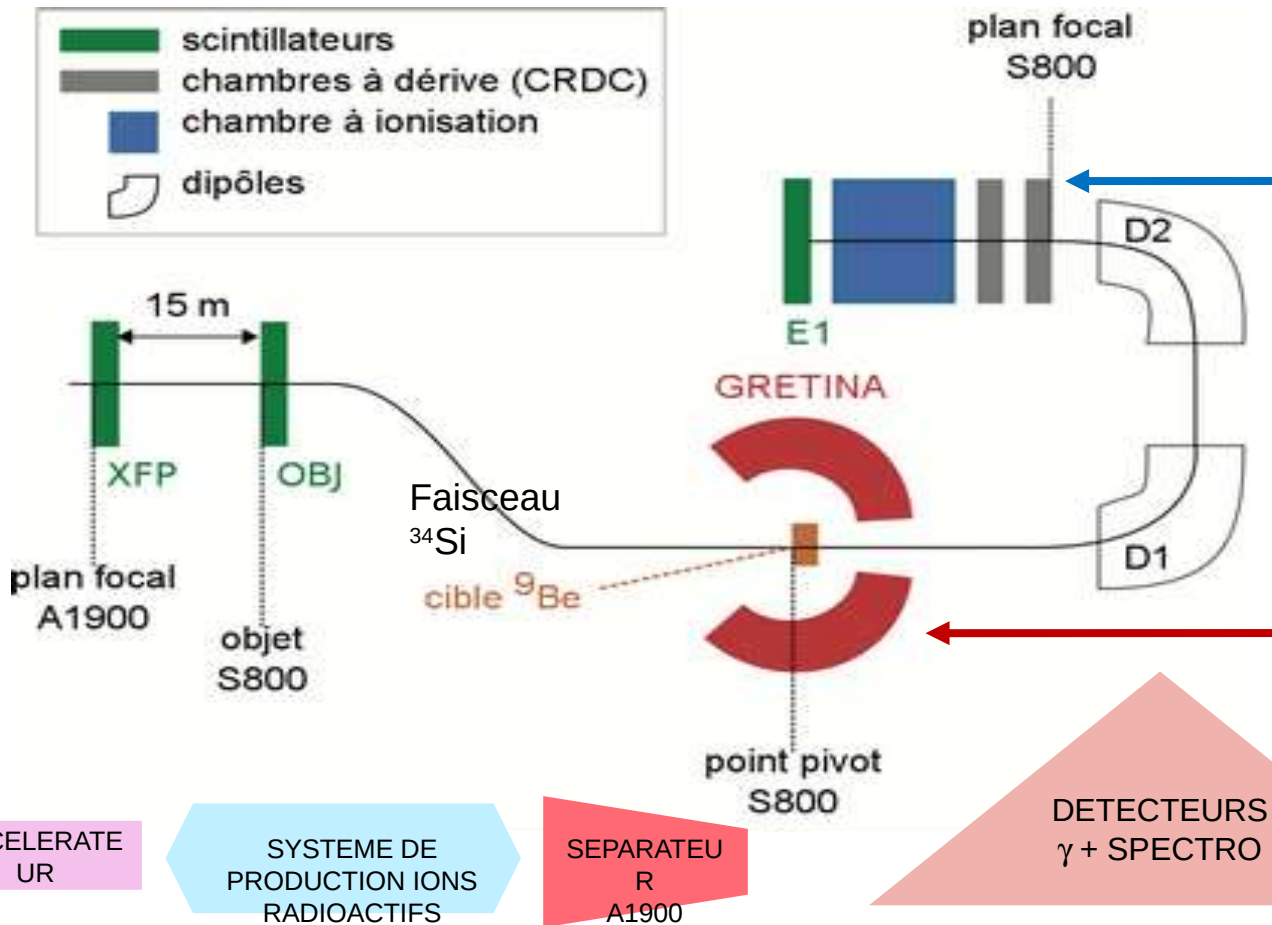 scintillateurs
chambres à dérive (CRDC)
chambre à ionisation
dipôles
plan focal
S800
D2
E1
15 m
XFP
OBJ
GRETINA
Faisceau
³⁴Si
cible ⁹Be
D1
plan focal
A1900
objet
S800
point pivot
S800
CELERATE
UR
SYSTEME DE
PRODUCTION IONS
RADIOACTIFS
SEPARATEU
R
A1900
DETECTEURS
γ + SPECTRO